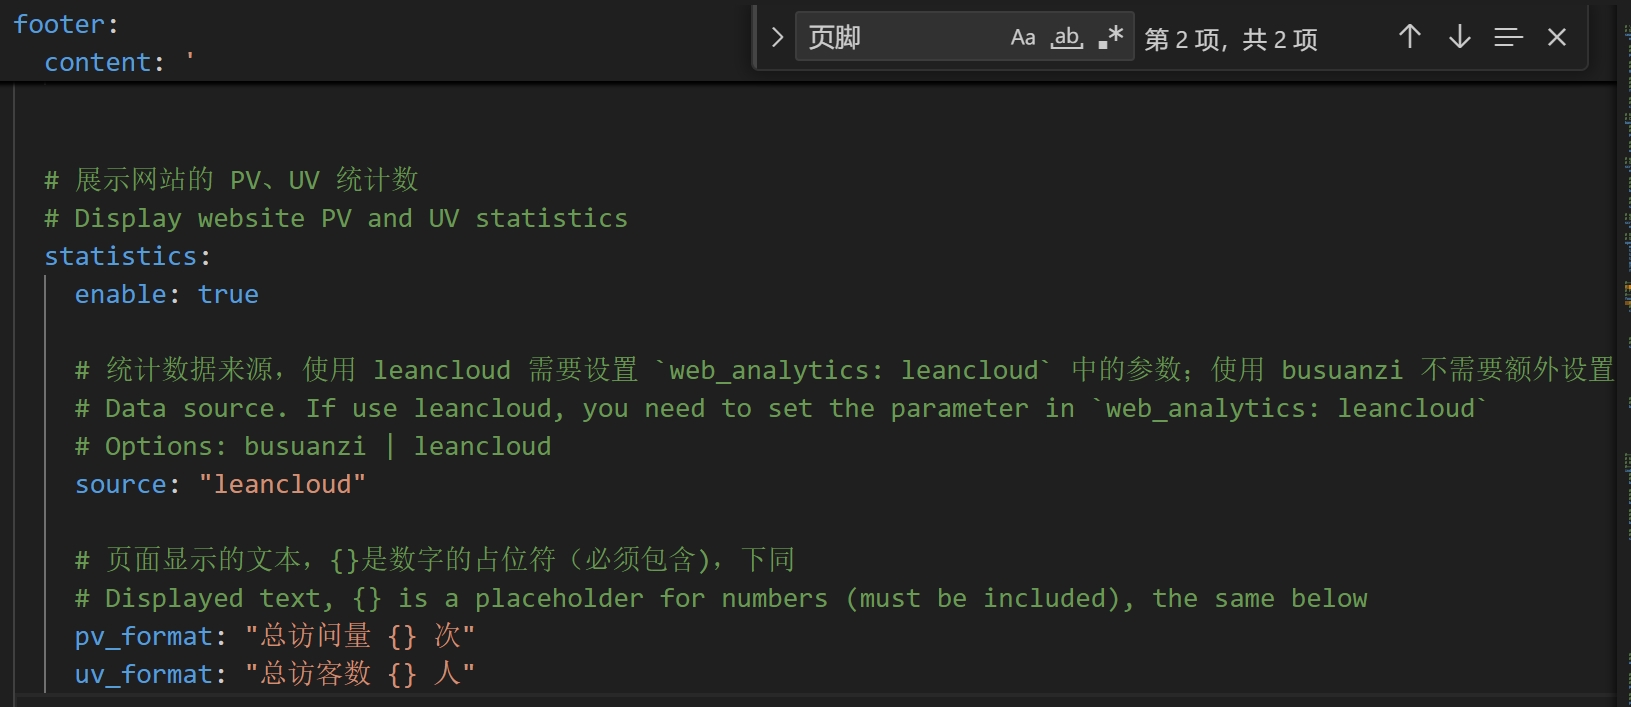 footer:
content: '
页脚
Aa ab .*
第 2 项，共 2 项
# 展示网站的 PV、UV 统计数
# Display website PV and UV statistics
statistics:
enable: true
# 统计数据来源，使用 leancloud 需要设置 `web_analytics: leancloud` 中的参数；使用 busuanzi 不需要额外设置
# Data source. If use leancloud, you need to set the parameter in `web_analytics: leancloud`
# Options: busuanzi | leancloud
source: "leancloud"
# 页面显示的文本，{}是数字的占位符（必须包含)，下同
# Displayed text, {} is a placeholder for numbers (must be included), the same below
pv_format: "总访问量 {} 次"
uv_format: "总访客数 {} 人"